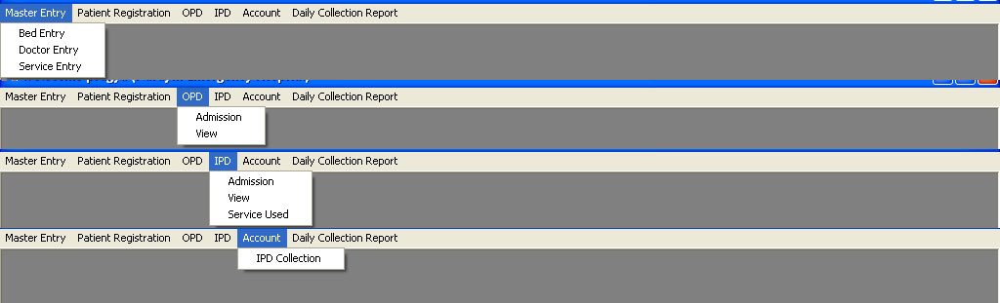 Master Entry Patient Registration OPD IPD Account Daily Collection Report
Bed Entry
Doctor Entry
Service Entry
Master Entry Patient Registration OPD IPD Account Daily Collection Report
Admission
View
Master Entry Patient Registration OPD IPD Account Daily Collection Report
Admission
View
Service Used
Master Entry Patient Registration OPD IPD Account Daily Collection Report
IPD Collection